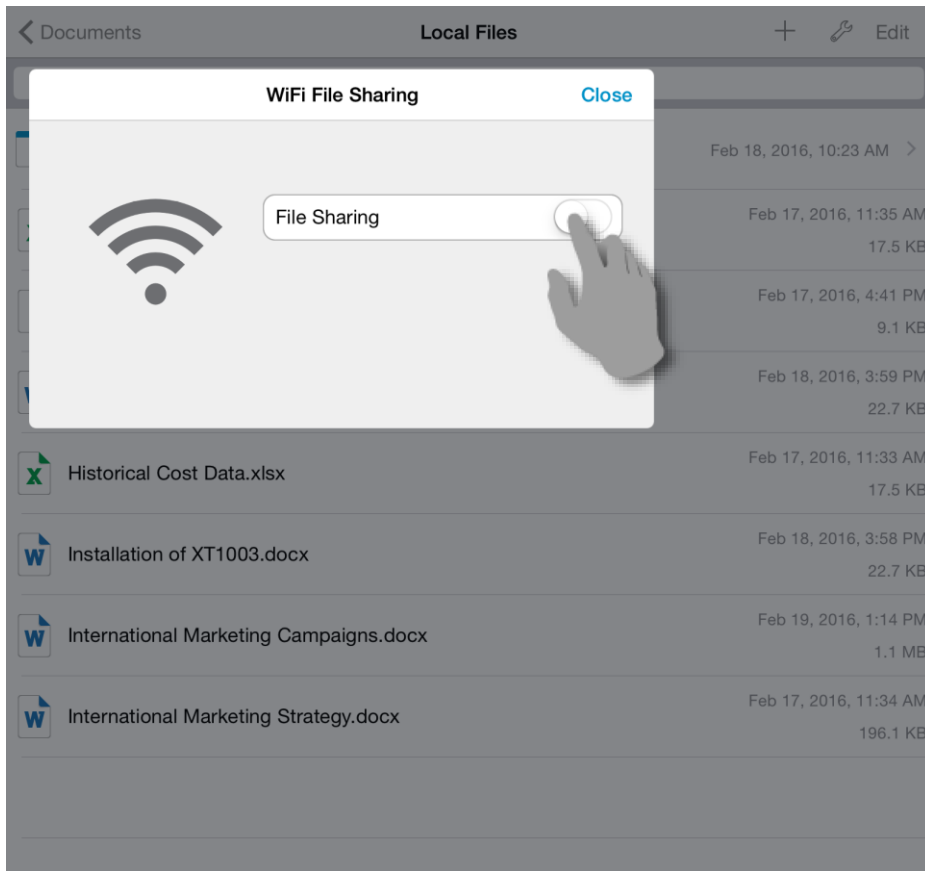 Documents
Local Files
Edit
WiFi File Sharing
Close
File Sharing
Feb 18, 2016, 10:23 AM
Feb 17, 2016, 11:35 AM
17.5 KB
Feb 17, 2016, 4:41 PM
9.1 KB
Feb 18, 2016, 3:59 PM
22.7 KB
Historical Cost Data.xlsx
Feb 17, 2016, 11:33 AM
17.5 KB
Installation of XT1003.docx
Feb 18, 2016, 3:58 PM
22.7 KB
International Marketing Campaigns.docx
Feb 19, 2016, 1:14 PM
1.1 MB
International Marketing Strategy.docx
Feb 17, 2016, 11:34 AM
196.1 KB